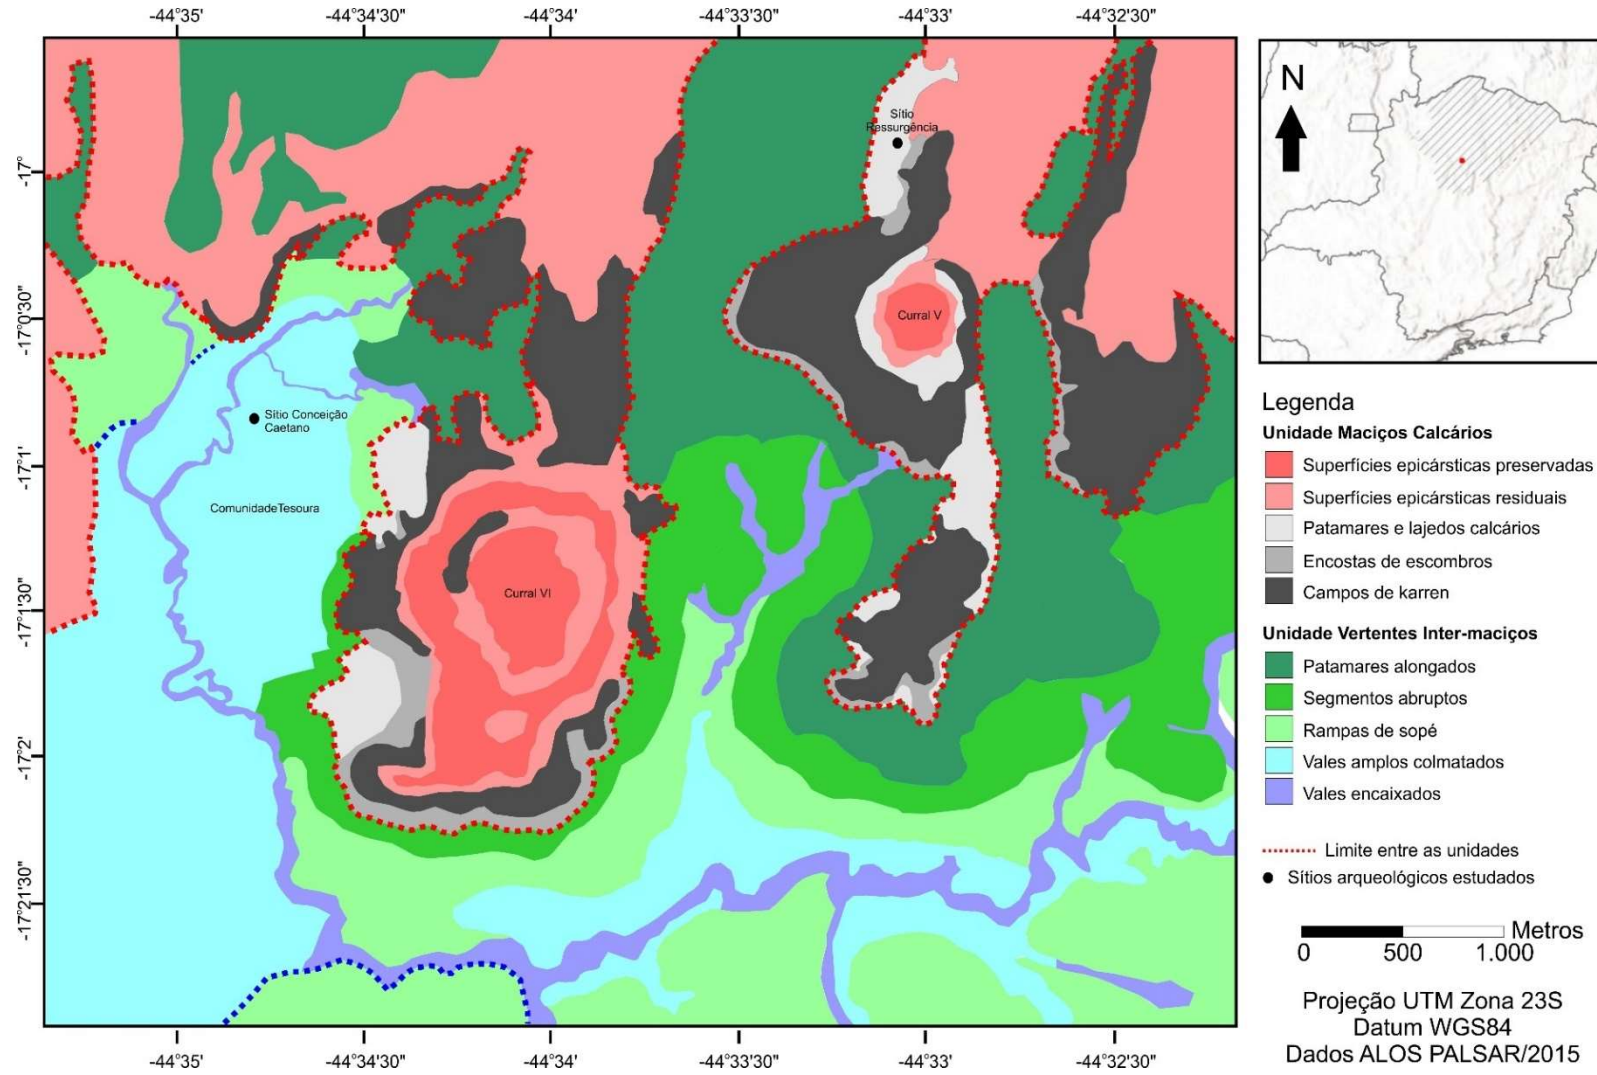 -44°35' -44°34'30" -44°34' -44°33'30" -44°33' -44°32'30"
-17°
-17°0'30"
-17°1'
-17°1'30"
-17°2'
-17°21'30"
Sítio
Ressurgência
Curral V
Sítio Conceição
Caetano
ComunidadeTesoura
Curral VI
-44°35' -44°34'30" -44°34' -44°33'30" -44°33' -44°32'30"
N
Legenda
Unidade Maciços Calcários
Superfícies epicársticas preservadas
Superfícies epicársticas residuais
Patamares e lajedos calcários
Encostas de escombros
Campos de karren
Unidade Vertentes Inter-maciços
Patamares alongados
Segmentos abruptos
Rampas de sopé
Vales amplos colmatados
Vales encaixados
Limite entre as unidades
Sítios arqueológicos estudados
Metros
0 500 1.000
Projeção UTM Zona 23S
Datum WGS84
Dados ALOS PALSAR/2015